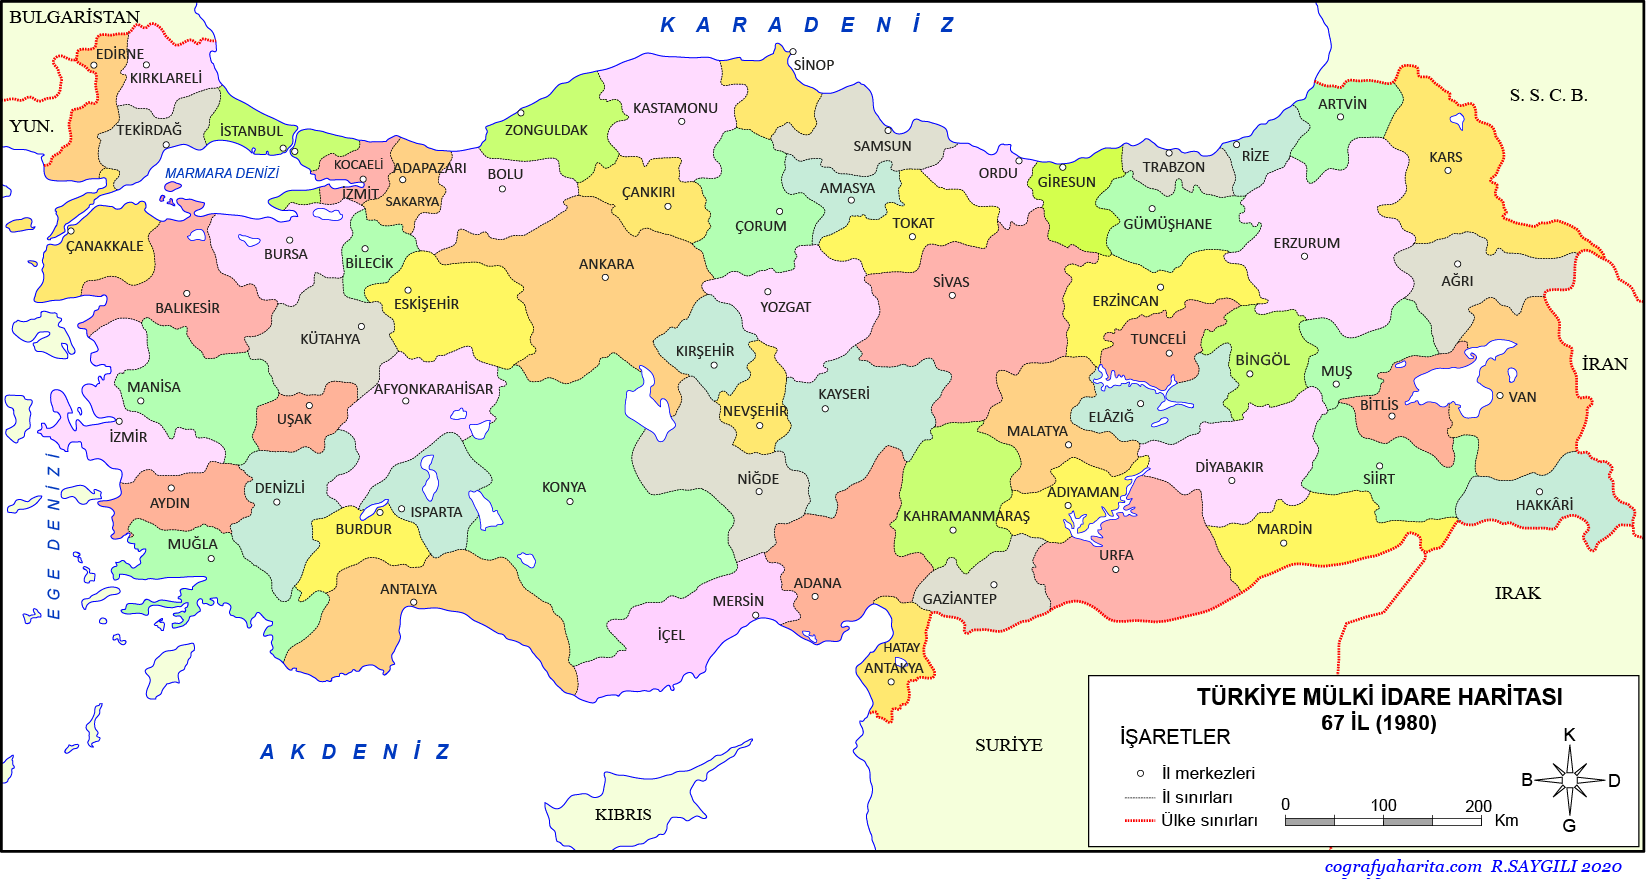 BULGARİSTAN
K A R A D E N İ Z
EDİRNE
KIRKLARELİ
SİNOP
YUN.
TEKİRDAĞ
İSTANBUL
ZONGULDAK
KASTAMONU
SAMSUN
ARTVİN
S. S. C. B.
MARMARA DENİZİ
KOCAELİ
İZMİT
ADAPAZARI
SAKARYA
BOLU
ÇANKIRI
AMASYA
ORDU
GİRESUN
TRABZON
RİZE
KARS
ÇANAKKALE
BURSA
BİLECİK
ANKARA
ÇORUM
TOKAT
GÜMÜŞHANE
ERZURUM
AĞRI
BALIKESİR
ESKİŞEHİR
YOZGAT
SİVAS
ERZİNCAN
KÜTAHYA
KIRŞEHİR
TUNCELİ
BİNGÖL
MUŞ
İRAN
MANİSA
AFYONKARAHİSAR
UŞAK
NEVŞEHİR
KAYSERİ
MALATYA
ELÂZIĞ
BİTLİS
VAN
İZMİR
EGE DENİZİ
AYDIN
DENİZLİ
ISPARTA
KONYA
NİĞDE
ADIYAMAN
DİYABAKIR
SİİRT
HAKKÂRİ
MUĞLA
BURDUR
KAHRAMANMARAŞ
URFA
MARDİN
ANTALYA
MERSİN
İÇEL
ADANA
GAZİANTEP
IRAK
HATAY
ANTAKYA
A K D E N İ Z
SURİYE
KIBRIS
TÜRKİYE MÜLKİ İDARE HARİTASI
67 İL (1980)
İŞARETLER
İl merkezleri
İl sınırları
Ülke sınırları
0 100 200
Km
K
B D
G
cografyaharita.com R.SAYGILI 2020